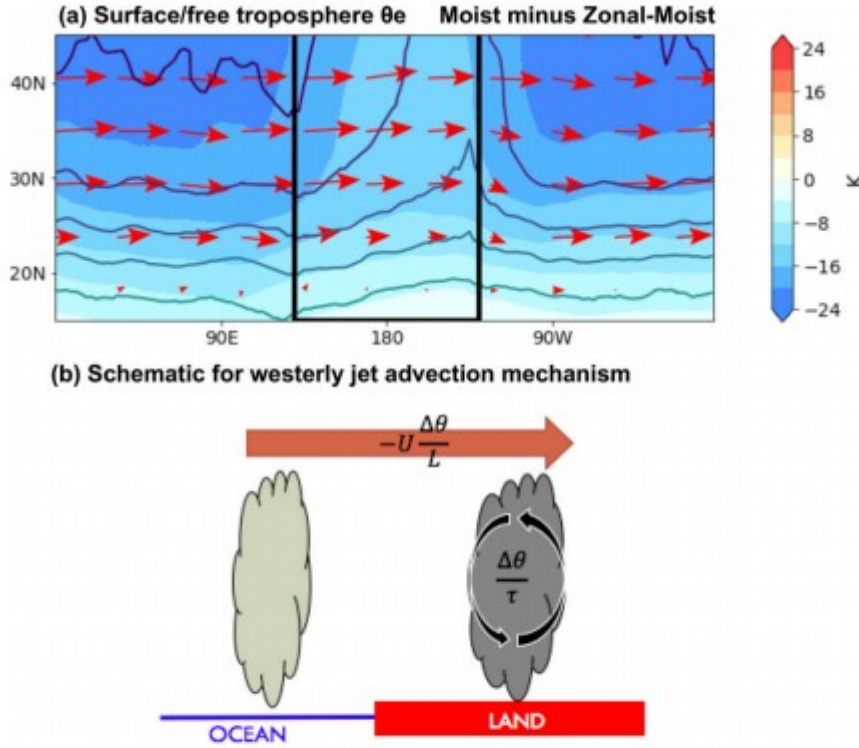 (a) Surface/free troposphere θe Moist minus Zonal-Moist
24
40N
16
8
30N
0
K
−8
20N
−16
−24
90E 180 90W
(b) Schematic for westerly jet advection mechanism
−U Δθ/L
Δθ/τ
OCEAN LAND